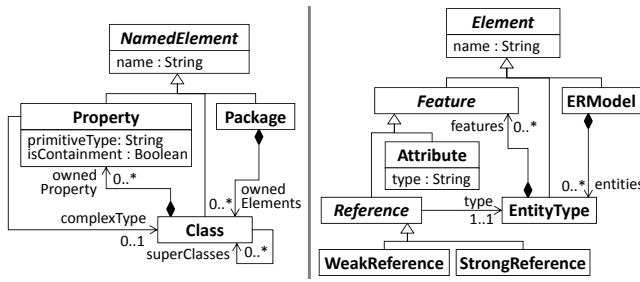 NamedElement
name : String
Property
primitiveType: String
isContainment : Boolean
Package
owned
Property
0..*
0..*
owned
Elements
complexType
0..1
Class
superClasses
0..*
Element
name : String
Feature
ERModel
features
0..*
Attribute
type : String
0..*
entities
Reference
type
1..1
EntityType
WeakReference
StrongReference